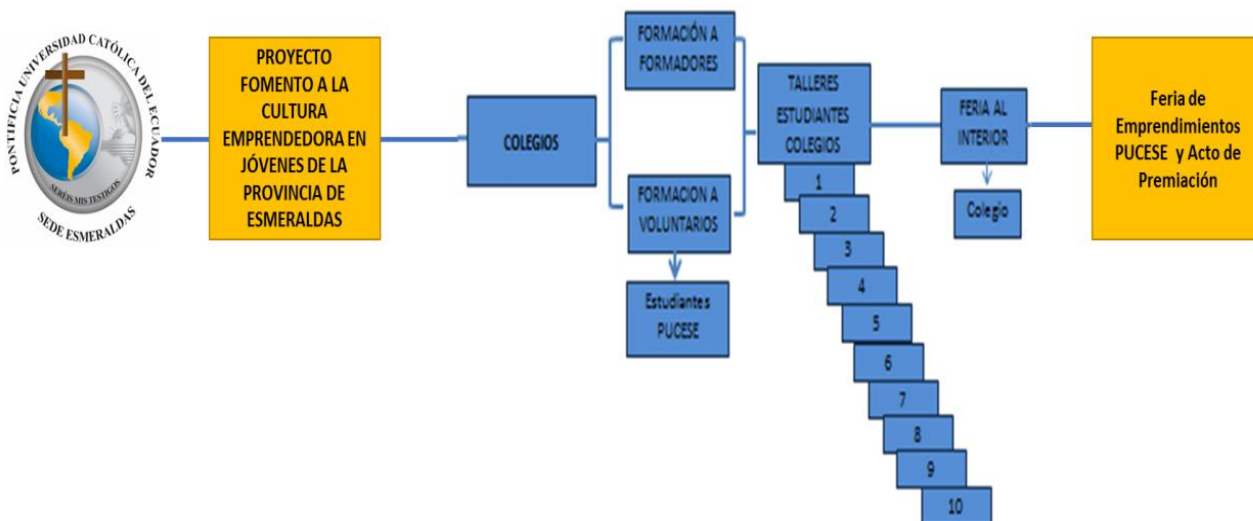 PONTIFICIA UNIVERSIDAD CATÓLICA DEL ECUADOR
SERÉIS MIS TESTIGOS
SEDE ESMERALDAS
PROYECTO
FOMENTO A LA
CULTURA
EMPRENDEDORA EN
JÓVENES DE LA
PROVINCIA DE
ESMERALDAS
COLEGIOS
FORMACIÓN A
FORMADORES
FORMACION A
VOLUNTARIOS
Estudiantes
PUCESE
TALLERES
ESTUDIANTES
COLEGIOS
1
2
3
4
5
6
7
8
9
10
FERIA AL
INTERIOR
Colegio
Feria de
Emprendimientos
PUCESE y Acto de
Premiación